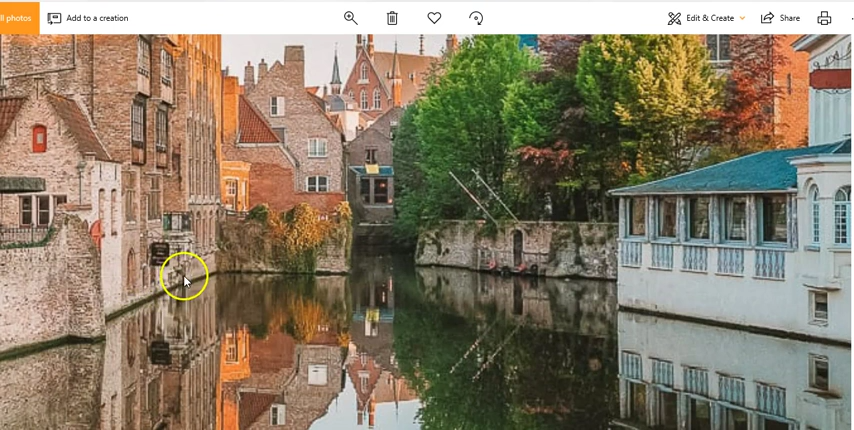 ll photos
Add to a creation
Edit & Create
Share